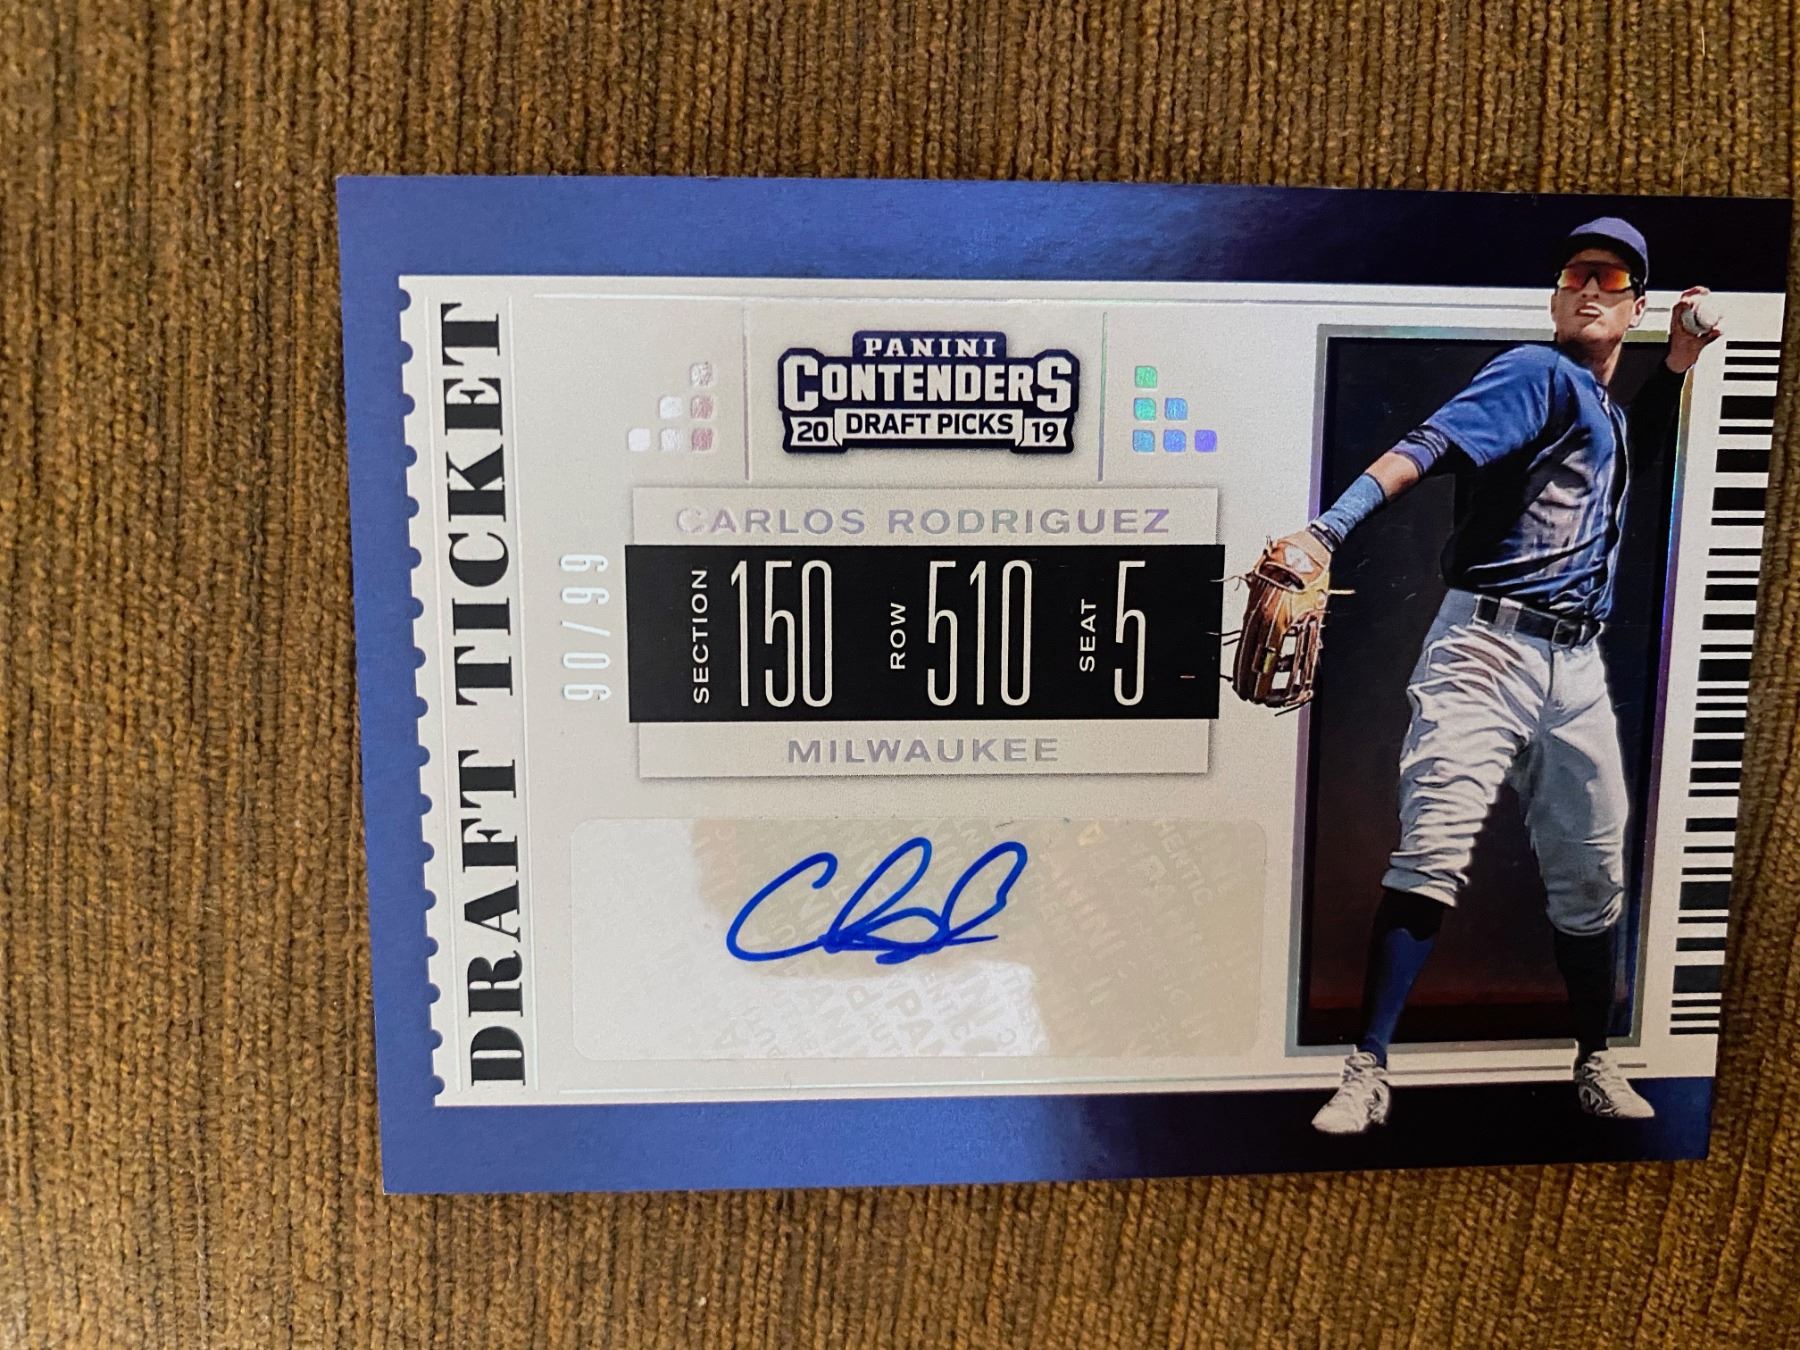 DRAFT TICKET
90/99
PANINI
CONTENDERS
20 DRAFT PICKS 19
CARLOS RODRIGUEZ
SECTION 150 ROW 510 SEAT 5
MILWAUKEE